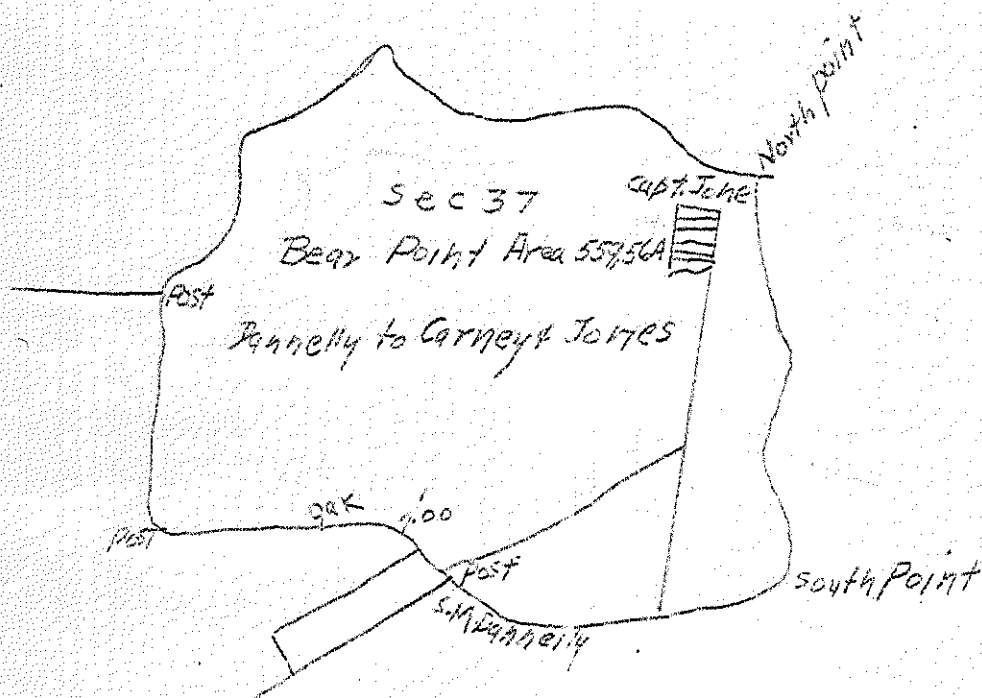 North point
Sec 37
Capt. Jone
Bear Point Area 559.56A
Post
Dannelly to Carney & Jones
oak
Post
Post
South Point
S.M Dannelly